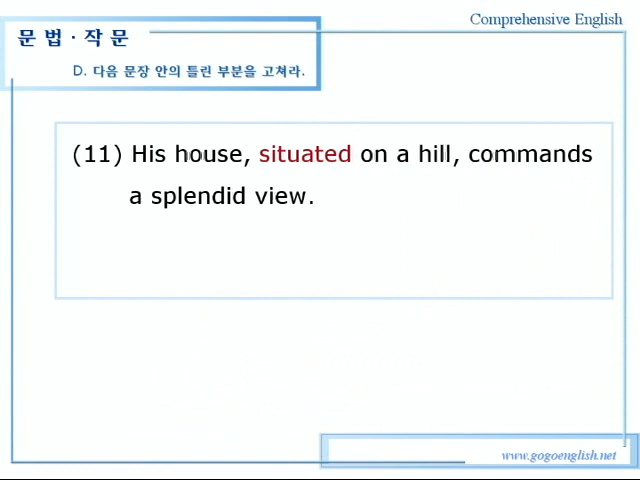 Comprehensive English
문법·작문
D. 다음 문장 안의 틀린 부분을 고쳐라.
(11) His house, situated on a hill, commands
a splendid view.
www.gogoenglish.net